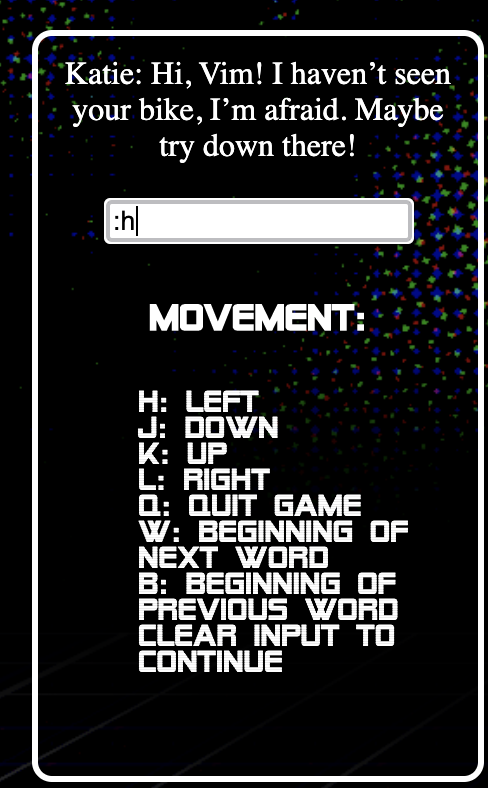 Katie: Hi, Vim! I haven’t seen
your bike, I’m afraid. Maybe
try down there!
:h
MOVEMENT:
H: LEFT
J: DOWN
K: UP
L: RIGHT
Q: QUIT GAME
W: BEGINNING OF
NEXT WORD
B: BEGINNING OF
PREVIOUS WORD
CLEAR INPUT TO
CONTINUE